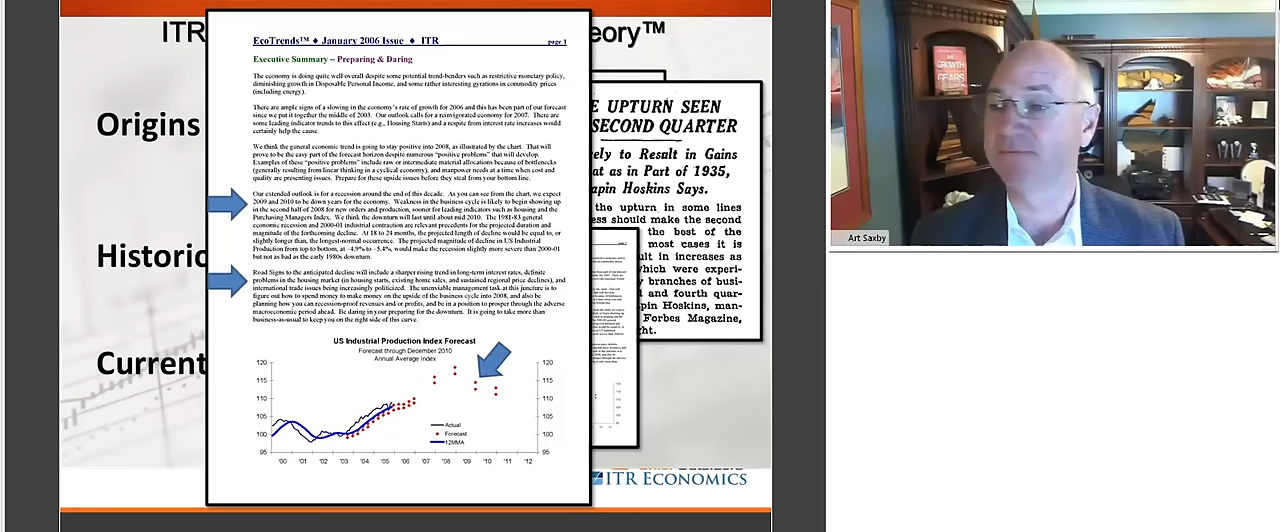 ITR
eory™
Origins
Historic
Current
EcoTrends™ ♦ January 2006 Issue ♦ ITR page 1
Executive Summary – Preparing & Daring
The economy is doing quite well overall despite some potential trend-benders such as restrictive monetary policy,
diminishing growth in Disposable Personal Income, and some rather interesting gyrations in commodity prices
(including energy).
There are ample signs of a slowing in the economy's rate of growth for 2006 and this has been part of our forecast
since we put it together the middle of 2003. Our outlook calls for a reinvigorated economy for 2007. There are
some leading indicator trends to this effect (e.g., Housing Starts) and a respite from interest rate increases would
certainly help the cause.
We think the general economic trend is going to stay positive into 2008, as illustrated by the chart. That will
prove to be the easy part of the forecast horizon despite numerous "positive problems" that will develop.
Examples of these "positive problems" include raw or intermediate material allocations because of bottlenecks
(generally resulting from linear thinking in a cyclical economy), and manpower needs at a time when cost and
quality are presenting issues. Prepare for these upside issues before they steal from your bottom line.
Our extended outlook is for a recession around the end of this decade. As you can see from the chart, we expect
2009 and 2010 to be down years for the economy. Weakness in the business cycle is likely to begin showing up
in the second half of 2008 for new orders and production, sooner for leading indicators such as housing and the
Purchasing Managers Index. We think the downturn will last until about mid 2010. The 1981-83 general
economic recession and 2000-01 industrial contraction are relevant precedents for the projected duration and
magnitude of the forthcoming decline. At 18 to 24 months, the projected length of decline would be equal to, or
slightly longer than, the longest-normal occurrence. The projected magnitude of decline in US Industrial
Production from top to bottom, at –4.9% to –5.4%, would make the recession slightly more severe than 2000-01
but not as bad as the early 1980s downturn.
Road Signs to the anticipated decline will include a sharper rising trend in long-term interest rates, definite
problems in the housing market (in housing starts, existing home sales, and sustained regional price declines), and
international trade issues being increasingly politicized. The unenviable management task at this juncture is to
figure out how to spend money to make money on the upside of the business cycle into 2008, and also be
planning how you can recession-proof revenues and/or profits, and be in a position to prosper through the adverse
macroeconomic period ahead. Be daring in your preparing for the downturn. It is going to take more than
business-as-usual to keep you on the right side of this curve.
US Industrial Production Index Forecast
Forecast through December 2010
Annual Average Index
120 120
115 115
110 110
105 105
100 100
95 95
Actual
Forecast
12MMA
'00 '01 '02 '03 '04 '05 '06 '07 '08 '09 '10 '11 '12
E UPTURN SEEN
SECOND QUARTER
ely to Result in Gains
at as in Part of 1935,
apin Hoskins Says.
the upturn in some lines
ess should make the second
the best of the
most cases it is
ult in increases as
which were experi-
y branches of busi-
l and fourth quar-
pin Hoskins, man-
Forbes Magazine,
ht.
ITR ECONOMICS
THE GROWTH GEARS
Art Saxby